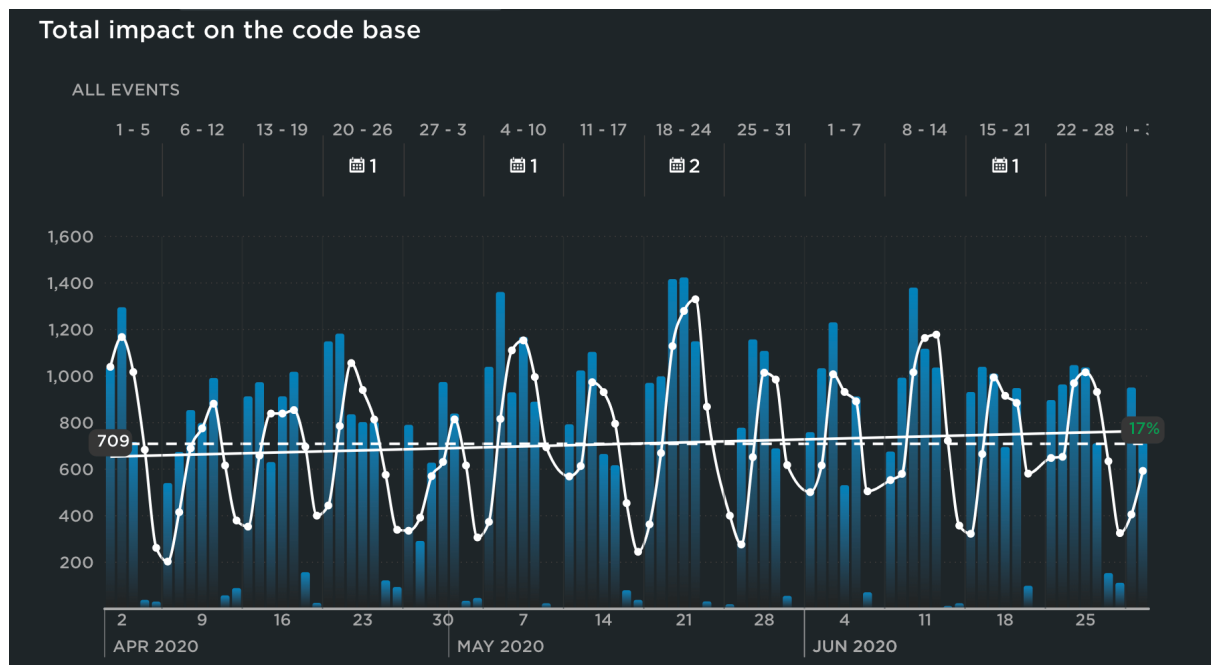 Total impact on the code base
ALL EVENTS
1 - 5 6 - 12 13 - 19 20 - 26 27 - 3 4 - 10 11 - 17 18 - 24 25 - 31 1 - 7 8 - 14 15 - 21 22 - 28
1 1 2 1
1,600
1,400
1,200
1,000
800
709 17%
600
400
200
2 9 16 23 30 7 14 21 28 4 11 18 25
APR 2020 MAY 2020 JUN 2020